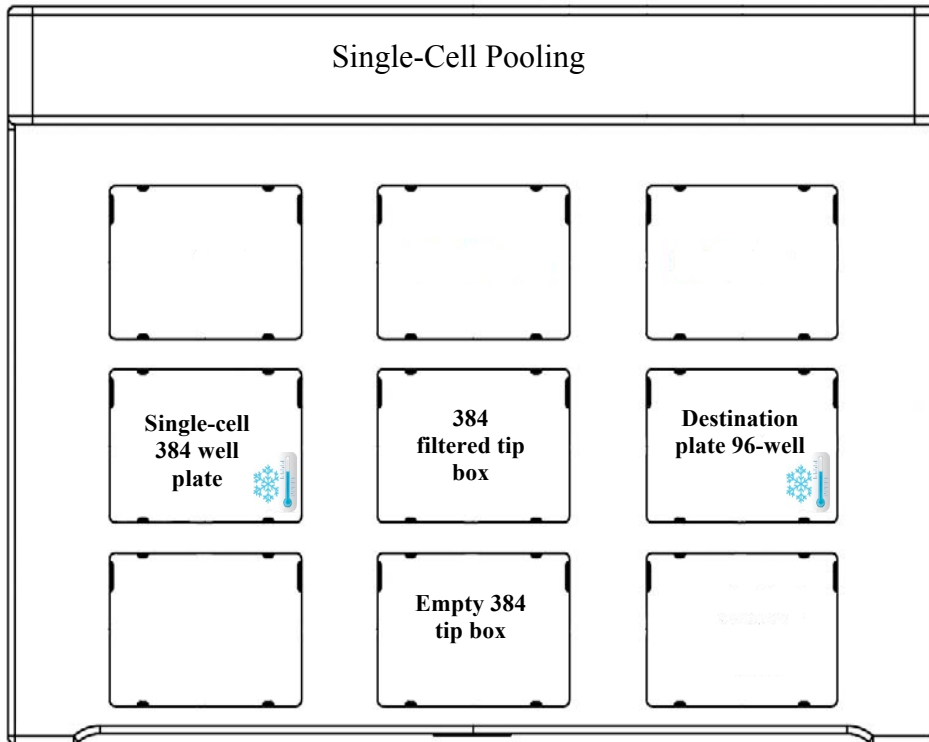 Single-Cell Pooling
Single-cell
384 well
plate
384
filtered tip
box
Destination
plate 96-well
Empty 384
tip box